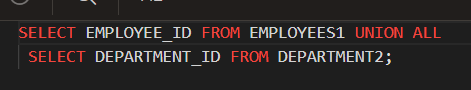 SELECT EMPLOYEE_ID FROM EMPLOYEES1 UNION ALL
SELECT DEPARTMENT_ID FROM DEPARTMENT2;